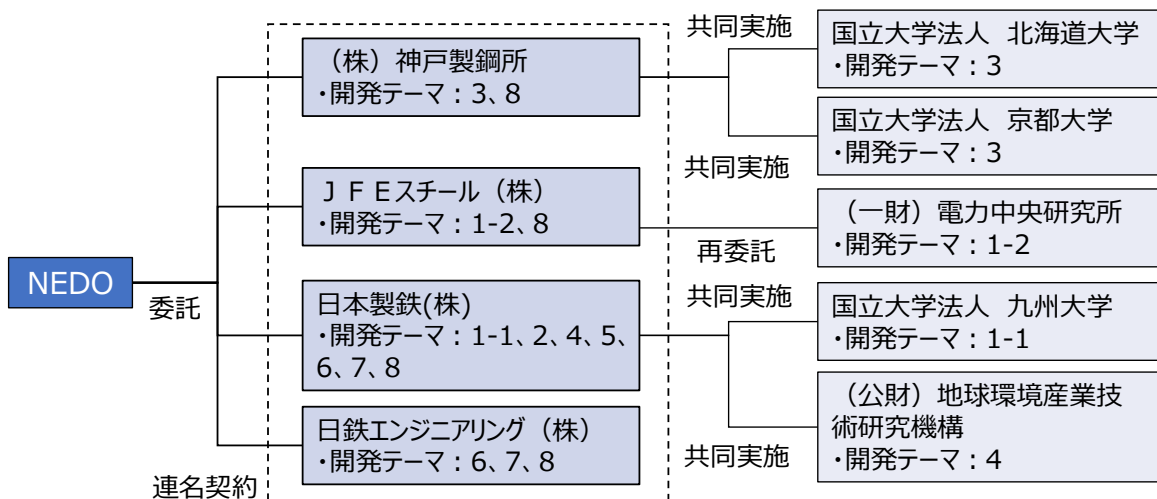 NEDO
委託
連名契約
（株）神戸製鋼所
・開発テーマ：3、8
ＪＦＥスチール（株）
・開発テーマ：1-2、8
日本製鉄(株)
・開発テーマ：1-1、2、4、5、
6、7、8
日鉄エンジニアリング（株）
・開発テーマ：6、7、8
共同実施
国立大学法人 北海道大学
・開発テーマ：3
共同実施
国立大学法人 京都大学
・開発テーマ：3
再委託
（一財）電力中央研究所
・開発テーマ：1-2
共同実施
国立大学法人 九州大学
・開発テーマ：1-1
共同実施
（公財）地球環境産業技
術研究機構
・開発テーマ：4